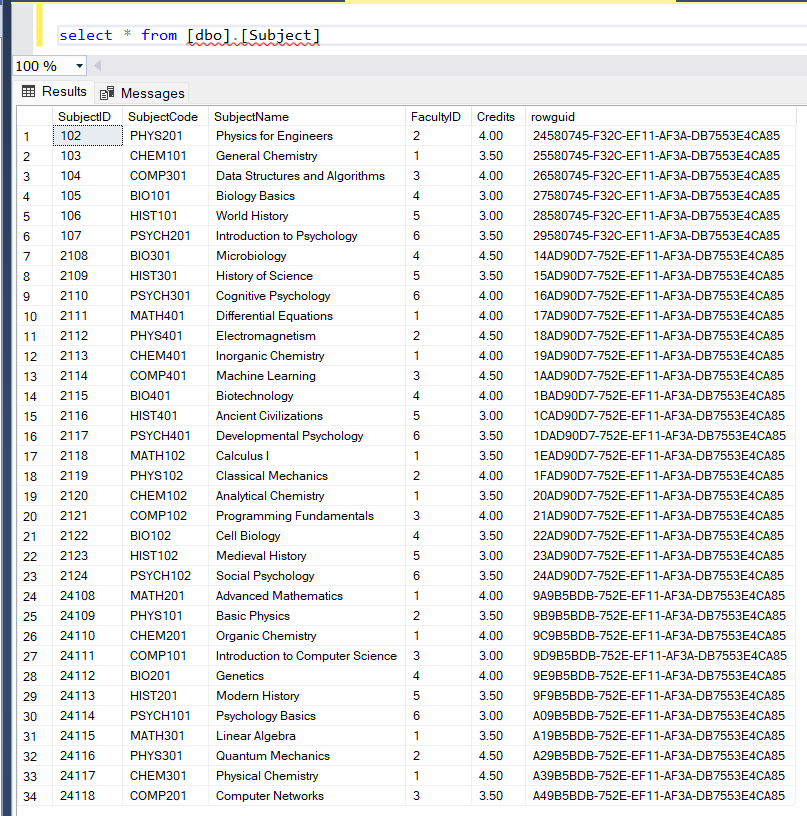 select * from [dbo].[Subject]
100 %
Results Messages
SubjectID SubjectCode SubjectName FacultyID Credits rowguid
1 102 PHYS201 Physics for Engineers 2 4.00 24580745-F32C-EF11-AF3A-DB7553E4CA85
2 103 CHEM101 General Chemistry 1 3.50 25580745-F32C-EF11-AF3A-DB7553E4CA85
3 104 COMP301 Data Structures and Algorithms 3 4.00 26580745-F32C-EF11-AF3A-DB7553E4CA85
4 105 BIO101 Biology Basics 4 3.00 27580745-F32C-EF11-AF3A-DB7553E4CA85
5 106 HIST101 World History 5 3.00 28580745-F32C-EF11-AF3A-DB7553E4CA85
6 107 PSYCH201 Introduction to Psychology 6 3.50 29580745-F32C-EF11-AF3A-DB7553E4CA85
7 2108 BIO301 Microbiology 4 4.50 14AD90D7-752E-EF11-AF3A-DB7553E4CA85
8 2109 HIST301 History of Science 5 3.50 15AD90D7-752E-EF11-AF3A-DB7553E4CA85
9 2110 PSYCH301 Cognitive Psychology 6 4.00 16AD90D7-752E-EF11-AF3A-DB7553E4CA85
10 2111 MATH401 Differential Equations 1 4.00 17AD90D7-752E-EF11-AF3A-DB7553E4CA85
11 2112 PHYS401 Electromagnetism 2 4.50 18AD90D7-752E-EF11-AF3A-DB7553E4CA85
12 2113 CHEM401 Inorganic Chemistry 1 4.00 19AD90D7-752E-EF11-AF3A-DB7553E4CA85
13 2114 COMP401 Machine Learning 3 4.50 1AAD90D7-752E-EF11-AF3A-DB7553E4CA85
14 2115 BIO401 Biotechnology 4 4.00 1BAD90D7-752E-EF11-AF3A-DB7553E4CA85
15 2116 HIST401 Ancient Civilizations 5 3.00 1CAD90D7-752E-EF11-AF3A-DB7553E4CA85
16 2117 PSYCH401 Developmental Psychology 6 3.50 1DAD90D7-752E-EF11-AF3A-DB7553E4CA85
17 2118 MATH102 Calculus I 1 3.50 1EAD90D7-752E-EF11-AF3A-DB7553E4CA85
18 2119 PHYS102 Classical Mechanics 2 4.00 1FAD90D7-752E-EF11-AF3A-DB7553E4CA85
19 2120 CHEM102 Analytical Chemistry 1 3.50 20AD90D7-752E-EF11-AF3A-DB7553E4CA85
20 2121 COMP102 Programming Fundamentals 3 4.00 21AD90D7-752E-EF11-AF3A-DB7553E4CA85
21 2122 BIO102 Cell Biology 4 3.50 22AD90D7-752E-EF11-AF3A-DB7553E4CA85
22 2123 HIST102 Medieval History 5 3.00 23AD90D7-752E-EF11-AF3A-DB7553E4CA85
23 2124 PSYCH102 Social Psychology 6 3.50 24AD90D7-752E-EF11-AF3A-DB7553E4CA85
24 24108 MATH201 Advanced Mathematics 1 4.00 9A9B5BDB-752E-EF11-AF3A-DB7553E4CA85
25 24109 PHYS101 Basic Physics 2 3.50 9B9B5BDB-752E-EF11-AF3A-DB7553E4CA85
26 24110 CHEM201 Organic Chemistry 1 4.00 9C9B5BDB-752E-EF11-AF3A-DB7553E4CA85
27 24111 COMP101 Introduction to Computer Science 3 3.00 9D9B5BDB-752E-EF11-AF3A-DB7553E4CA85
28 24112 BIO201 Genetics 4 4.00 9E9B5BDB-752E-EF11-AF3A-DB7553E4CA85
29 24113 HIST201 Modern History 5 3.50 9F9B5BDB-752E-EF11-AF3A-DB7553E4CA85
30 24114 PSYCH101 Psychology Basics 6 3.00 A09B5BDB-752E-EF11-AF3A-DB7553E4CA85
31 24115 MATH301 Linear Algebra 1 3.50 A19B5BDB-752E-EF11-AF3A-DB7553E4CA85
32 24116 PHYS301 Quantum Mechanics 2 4.50 A29B5BDB-752E-EF11-AF3A-DB7553E4CA85
33 24117 CHEM301 Physical Chemistry 1 4.50 A39B5BDB-752E-EF11-AF3A-DB7553E4CA85
34 24118 COMP201 Computer Networks 3 3.50 A49B5BDB-752E-EF11-AF3A-DB7553E4CA85